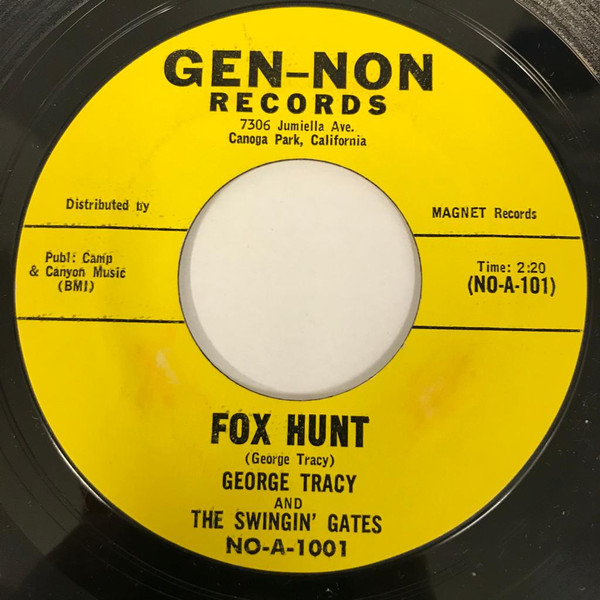 GEN-NON
RECORDS
7306 Jumiella Ave.
Canoga Park, California
Distributed by
MAGNET Records
Publ: Camp
& Canyon Music
(BMI)
Time: 2:20
(NO-A-101)
FOX HUNT
(George Tracy)
GEORGE TRACY
AND
THE SWINGIN' GATES
NO-A-1001